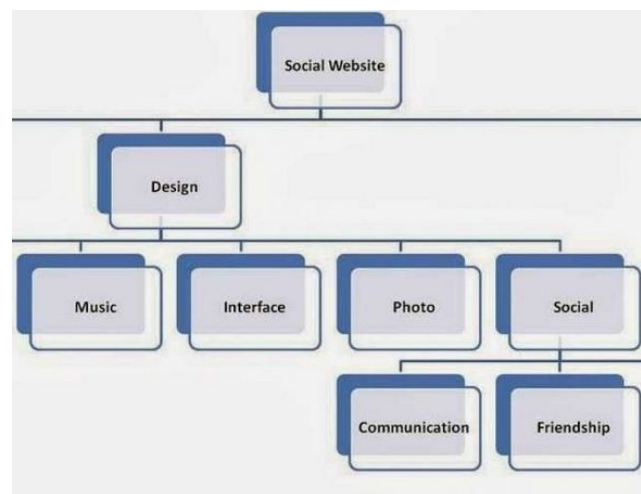 Social Website
Design
Music
Interface
Photo
Social
Communication
Friendship